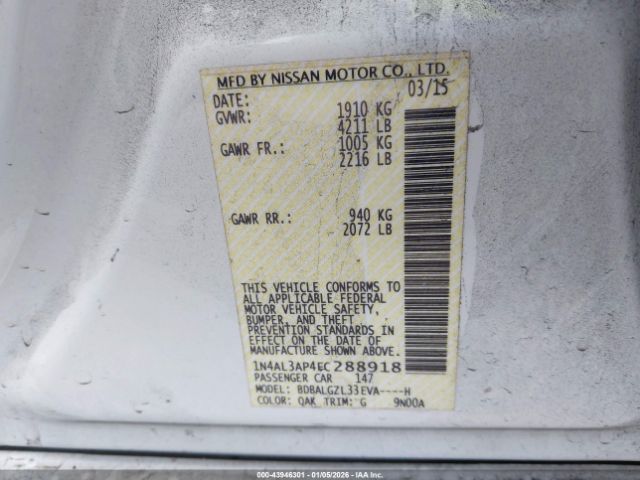 MFD BY NISSAN MOTOR CO., LTD.
DATE: 03/15
GVWR: 1910 KG
4211 LB
GAWR FR.: 1005 KG
2216 LB
GAWR RR.: 940 KG
2072 LB
THIS VEHICLE CONFORMS TO
ALL APPLICABLE FEDERAL
MOTOR VEHICLE SAFETY,
BUMPER, AND THEFT
PREVENTION STANDARDS IN
EFFECT ON THE DATE OF
MANUFACTURE SHOWN ABOVE.
1N4AL3AP4EC288918
PASSENGER CAR 147
MODEL: BDBALGZL33EVA----H
COLOR: QAK TRIM: G 9N00A
000-43946301 - 01/05/2026 - IAAI.COM